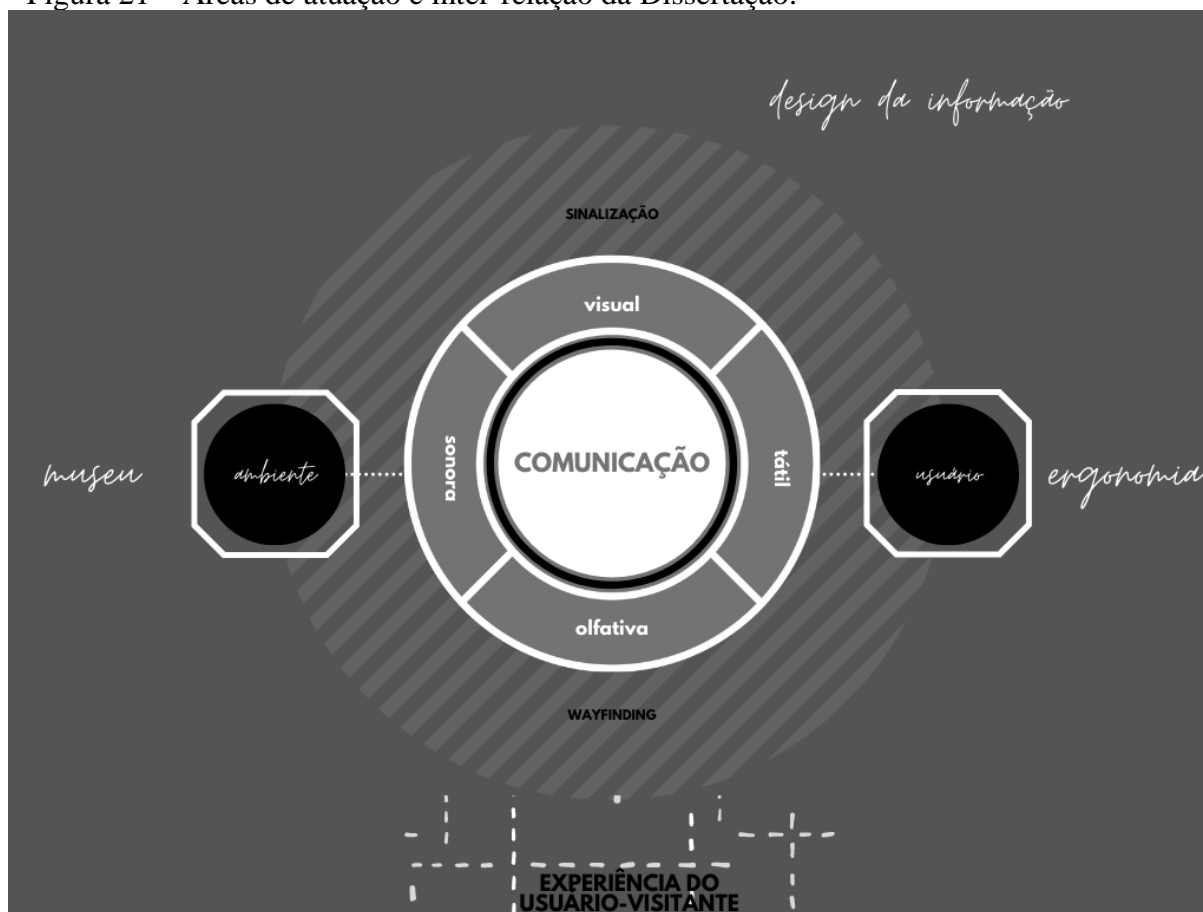 Figura 21 – Áreas de atuação e inter-relação da Dissertação.
design da informação
SINALIZAÇÃO
visual
museu
ambiente
sonora
COMUNICAÇÃO
tátil
usuário
ergonomia
olfativa
WAYFINDING
EXPERIÊNCIA DO
USUÁRIO-VISITANTE